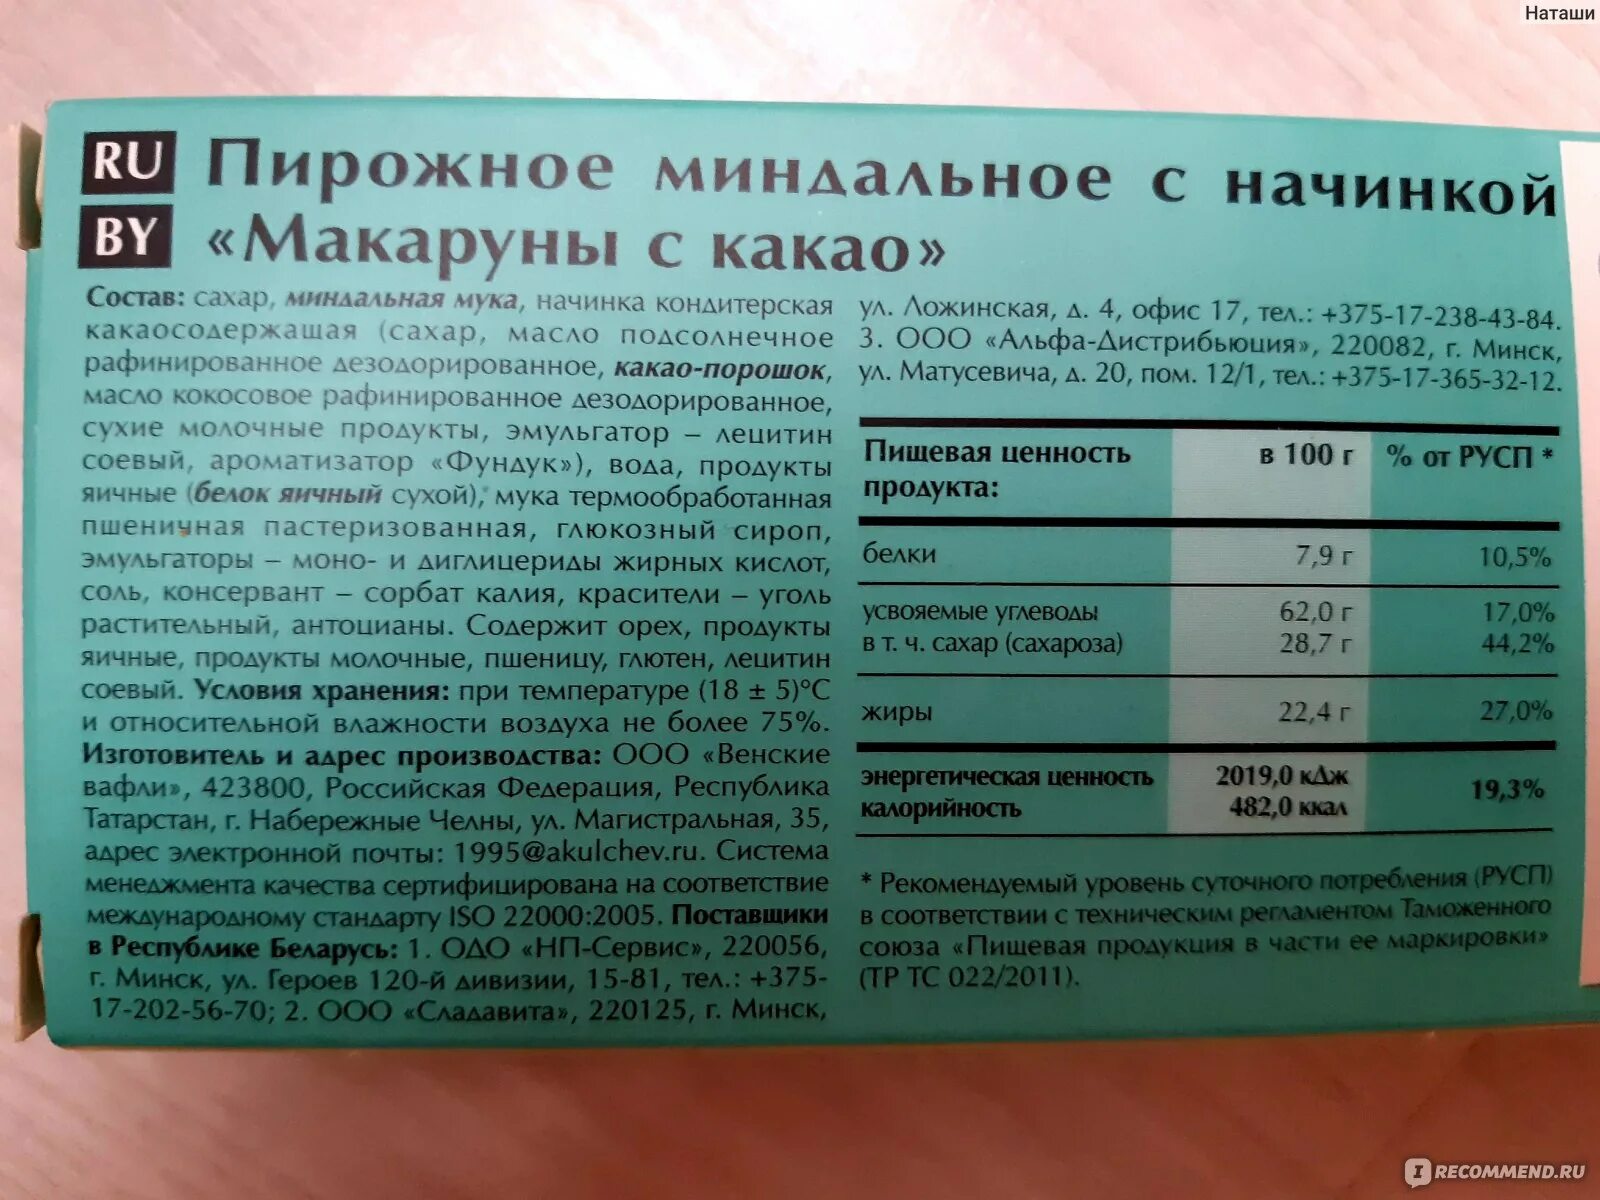 Наташи
RU
BY
Пирожное миндальное с начинкой
«Макаруны с какао»
Состав: сахар, миндальная мука, начинка кондитерская
какаосодержащая (сахар, масло подсолнечное
рафинированное дезодорированное, какао-порошок,
масло кокосовое рафинированное дезодорированное,
сухие молочные продукты, эмульгатор – лецитин
соевый, ароматизатор «Фундук»), вода, продукты
яичные (белок яичный сухой), мука термообработанная
пшеничная пастеризованная, глюкозный сироп,
эмульгаторы – моно- и диглицериды жирных кислот,
соль, консервант – сорбат калия, красители – уголь
растительный, антоцианы. Содержит орех, продукты
яичные, продукты молочные, пшеницу, глютен, лецитин
соевый. Условия хранения: при температуре (18 ± 5)°С
и относительной влажности воздуха не более 75%.
Изготовитель и адрес производства: ООО «Венские
вафли», 423800, Российская Федерация, Республика
Татарстан, г. Набережные Челны, ул. Магистральная, 35,
адрес электронной почты: 1995@akulchev.ru. Система
менеджмента качества сертифицирована на соответствие
международному стандарту ISO 22000:2005. Поставщики
в Республике Беларусь: 1. ОДО «НП-Сервис», 220056,
г. Минск, ул. Героев 120-й дивизии, 15-81, тел.: +375-
17-202-56-70; 2. ООО «Сладавита», 220125, г. Минск,
ул. Ложинская, д. 4, офис 17, тел.: +375-17-238-43-84.
3. ООО «Альфа-Дистрибьюция», 220082, г. Минск,
ул. Матусевича, д. 20, пом. 12/1, тел.: +375-17-365-32-12.
Пищевая ценность в 100 г % от РУСП *
продукта:
белки 7,9 г 10,5%
усвояемые углеводы 62,0 г 17,0%
в т. ч. сахар (сахароза) 28,7 г 44,2%
жиры 22,4 г 27,0%
энергетическая ценность 2019,0 кДж 19,3%
калорийность 482,0 ккал
* Рекомендуемый уровень суточного потребления (РУСП)
в соответствии с техническим регламентом Таможенного
союза «Пищевая продукция в части ее маркировки»
(ТР ТС 022/2011).
IRECOMMEND.RU